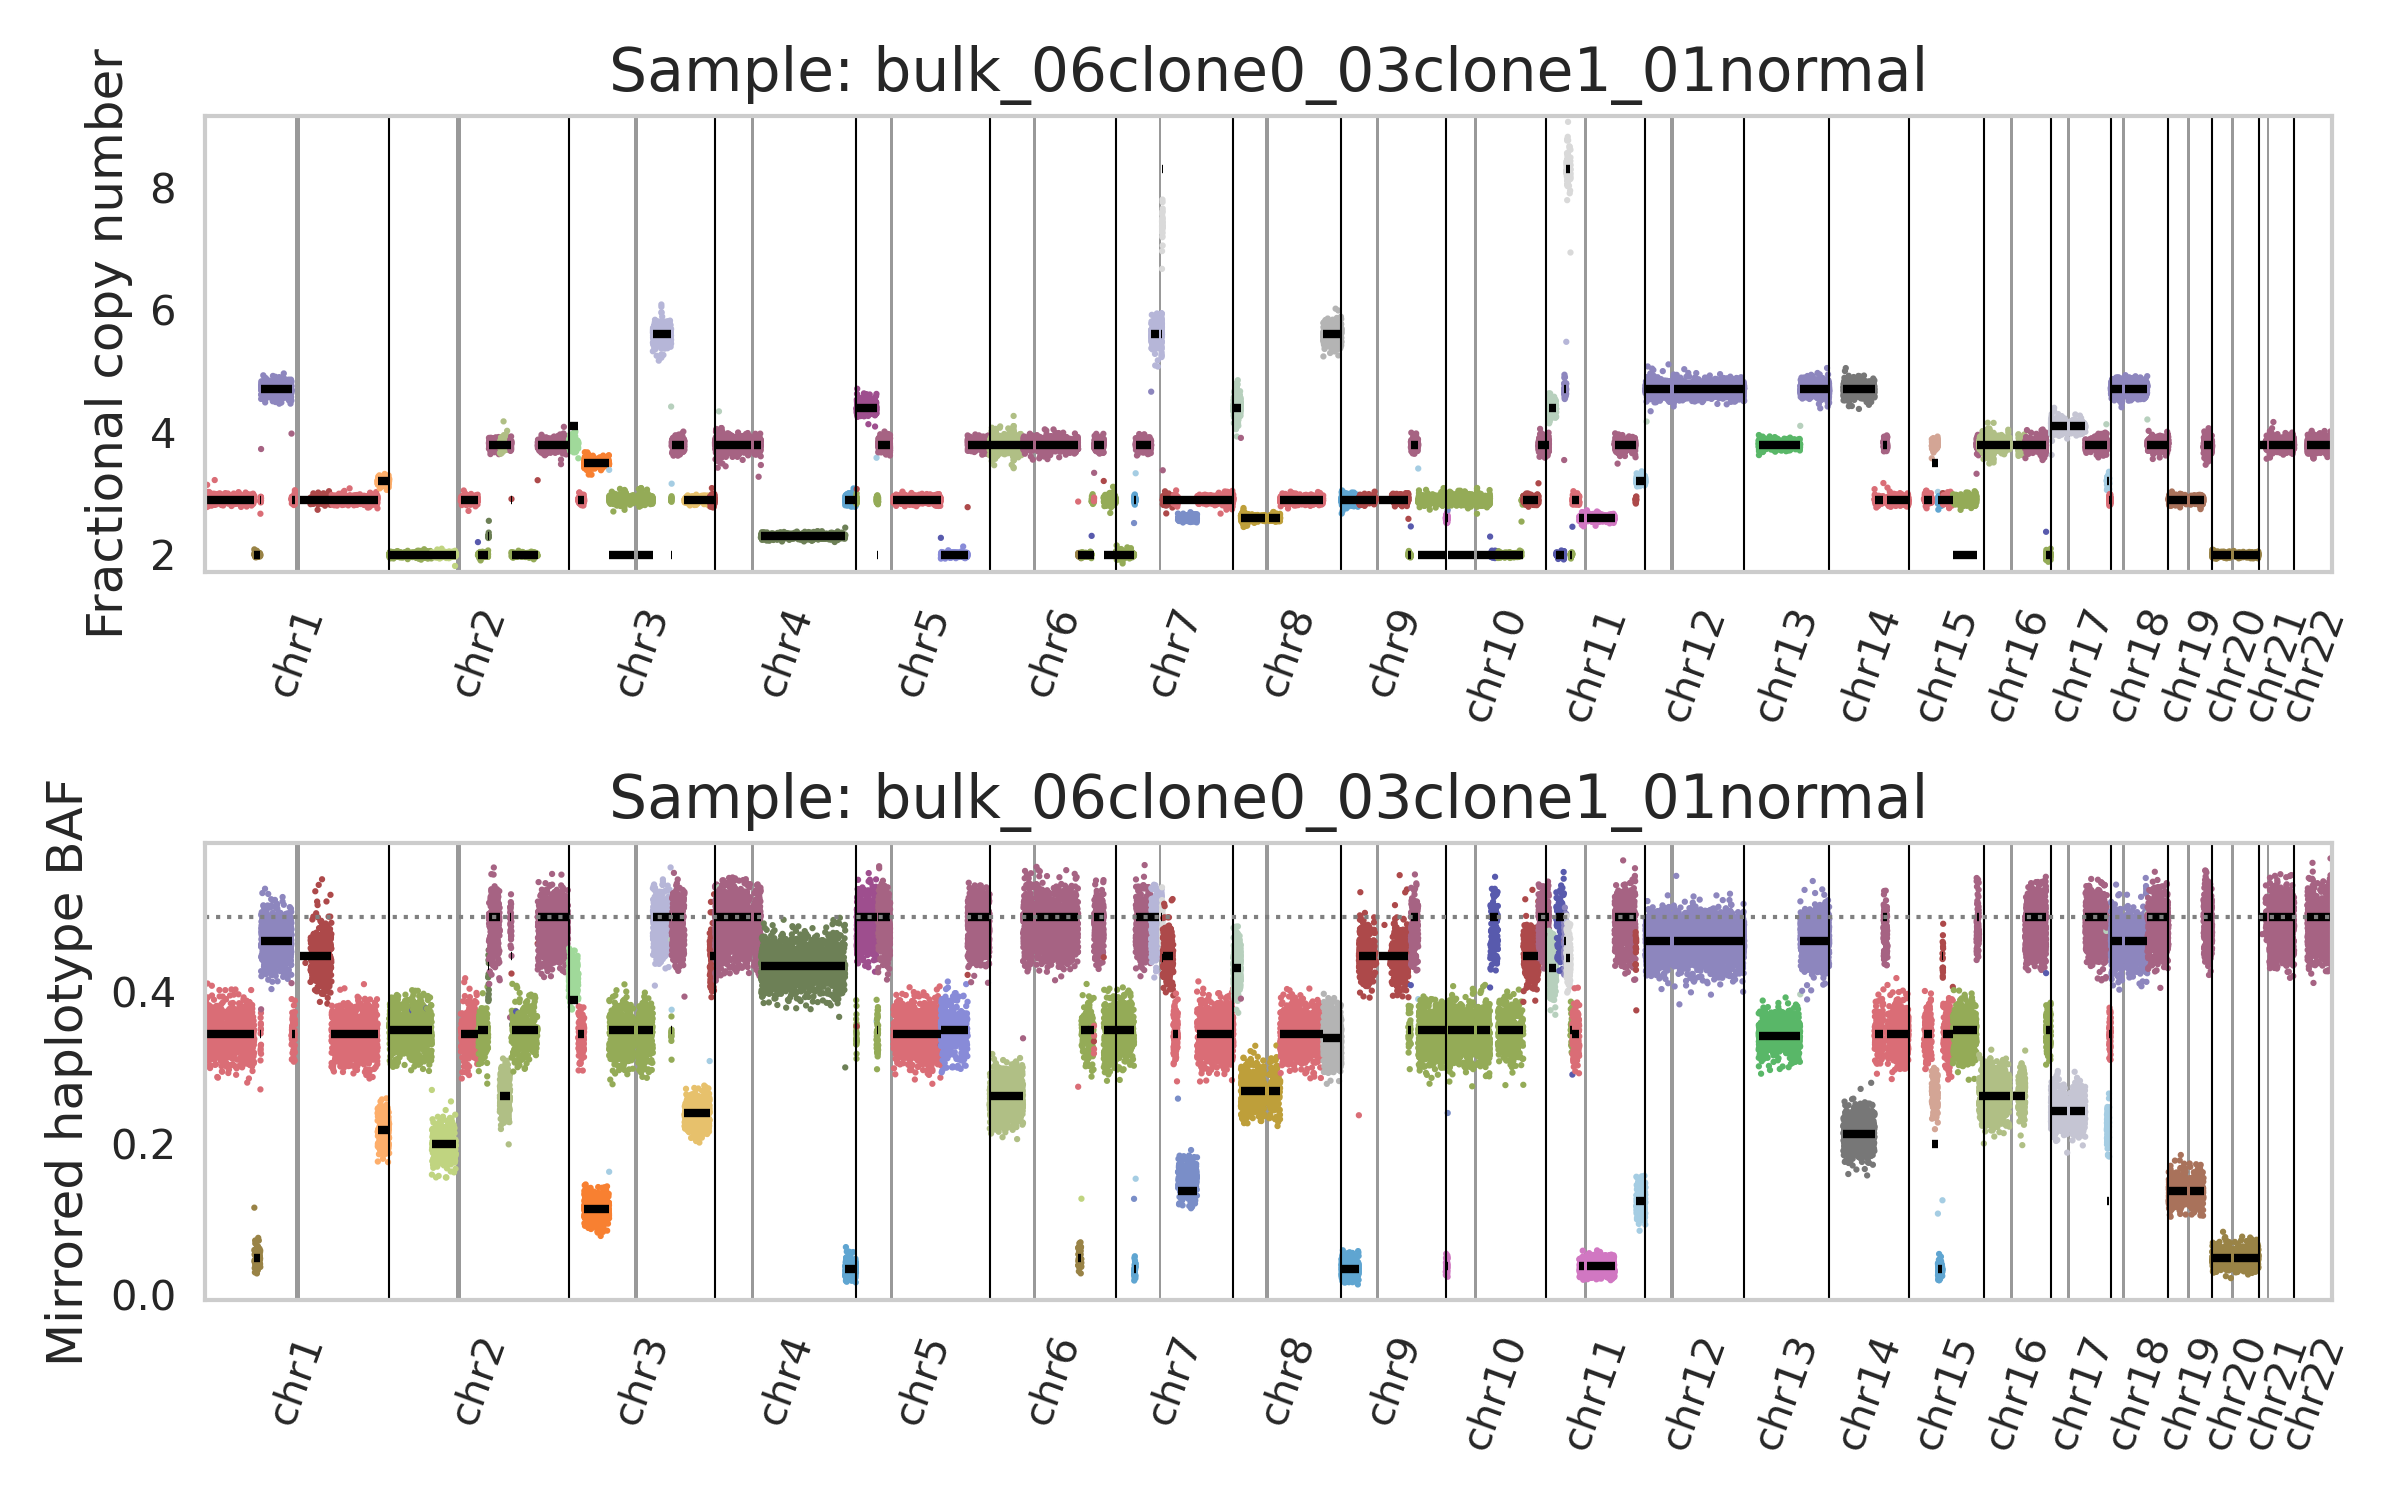 Sample: bulk_06clone0_03clone1_01normal
Fractional copy number
8
6
4
2
chr1 chr2 chr3 chr4 chr5 chr6 chr7 chr8 chr9 chr10 chr11 chr12 chr13 chr14 chr15 chr16 chr17 chr18 chr19 chr20 chr21 chr22
Sample: bulk_06clone0_03clone1_01normal
Mirrored haplotype BAF
0.4
0.2
0.0
chr1 chr2 chr3 chr4 chr5 chr6 chr7 chr8 chr9 chr10 chr11 chr12 chr13 chr14 chr15 chr16 chr17 chr18 chr19 chr20 chr21 chr22